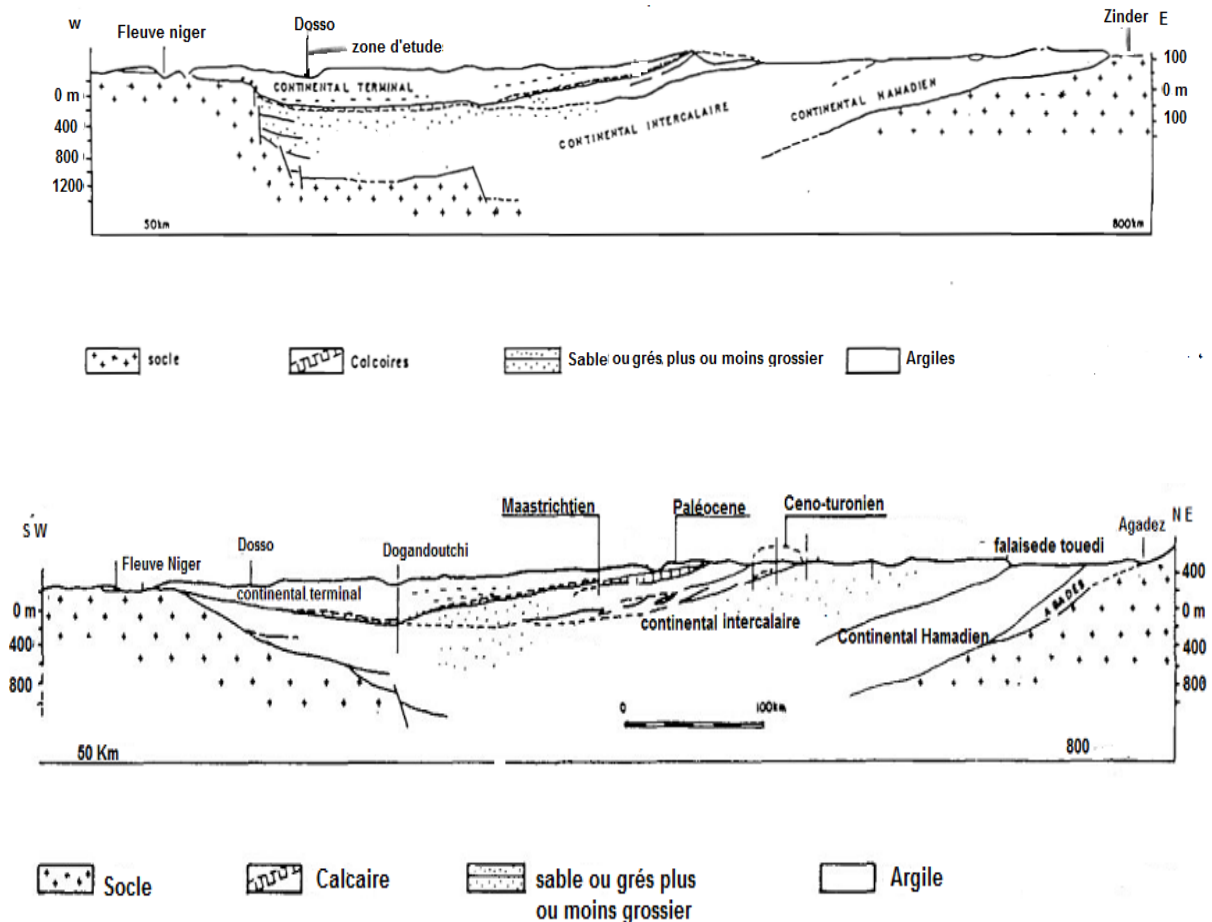 W
Fleuve niger
Dosso
zone d'etude
Zinder E
CONTINENTAL TERMINAL
CONTINENTAL INTERCALAIRE
CONTINENTAL HAMADIEN
0 m
400
800
1200
100
0 m
100
50km
800km
socle
Calcoires
Sable ou grés plus ou moins grossier
Argiles
S W
Fleuve Niger
Dosso
Dogandoutchi
Maastrichtien
Paléocene
Ceno-turonien
falaisede touedi
Agadez
N E
continental terminal
continental intercalaire
Continental Hamadien
AGADES
0 m
400
800
400
0 m
400
800
0 100km
50 Km
800
Socle
Calcaire
sable ou grés plus
ou moins grossier
Argile